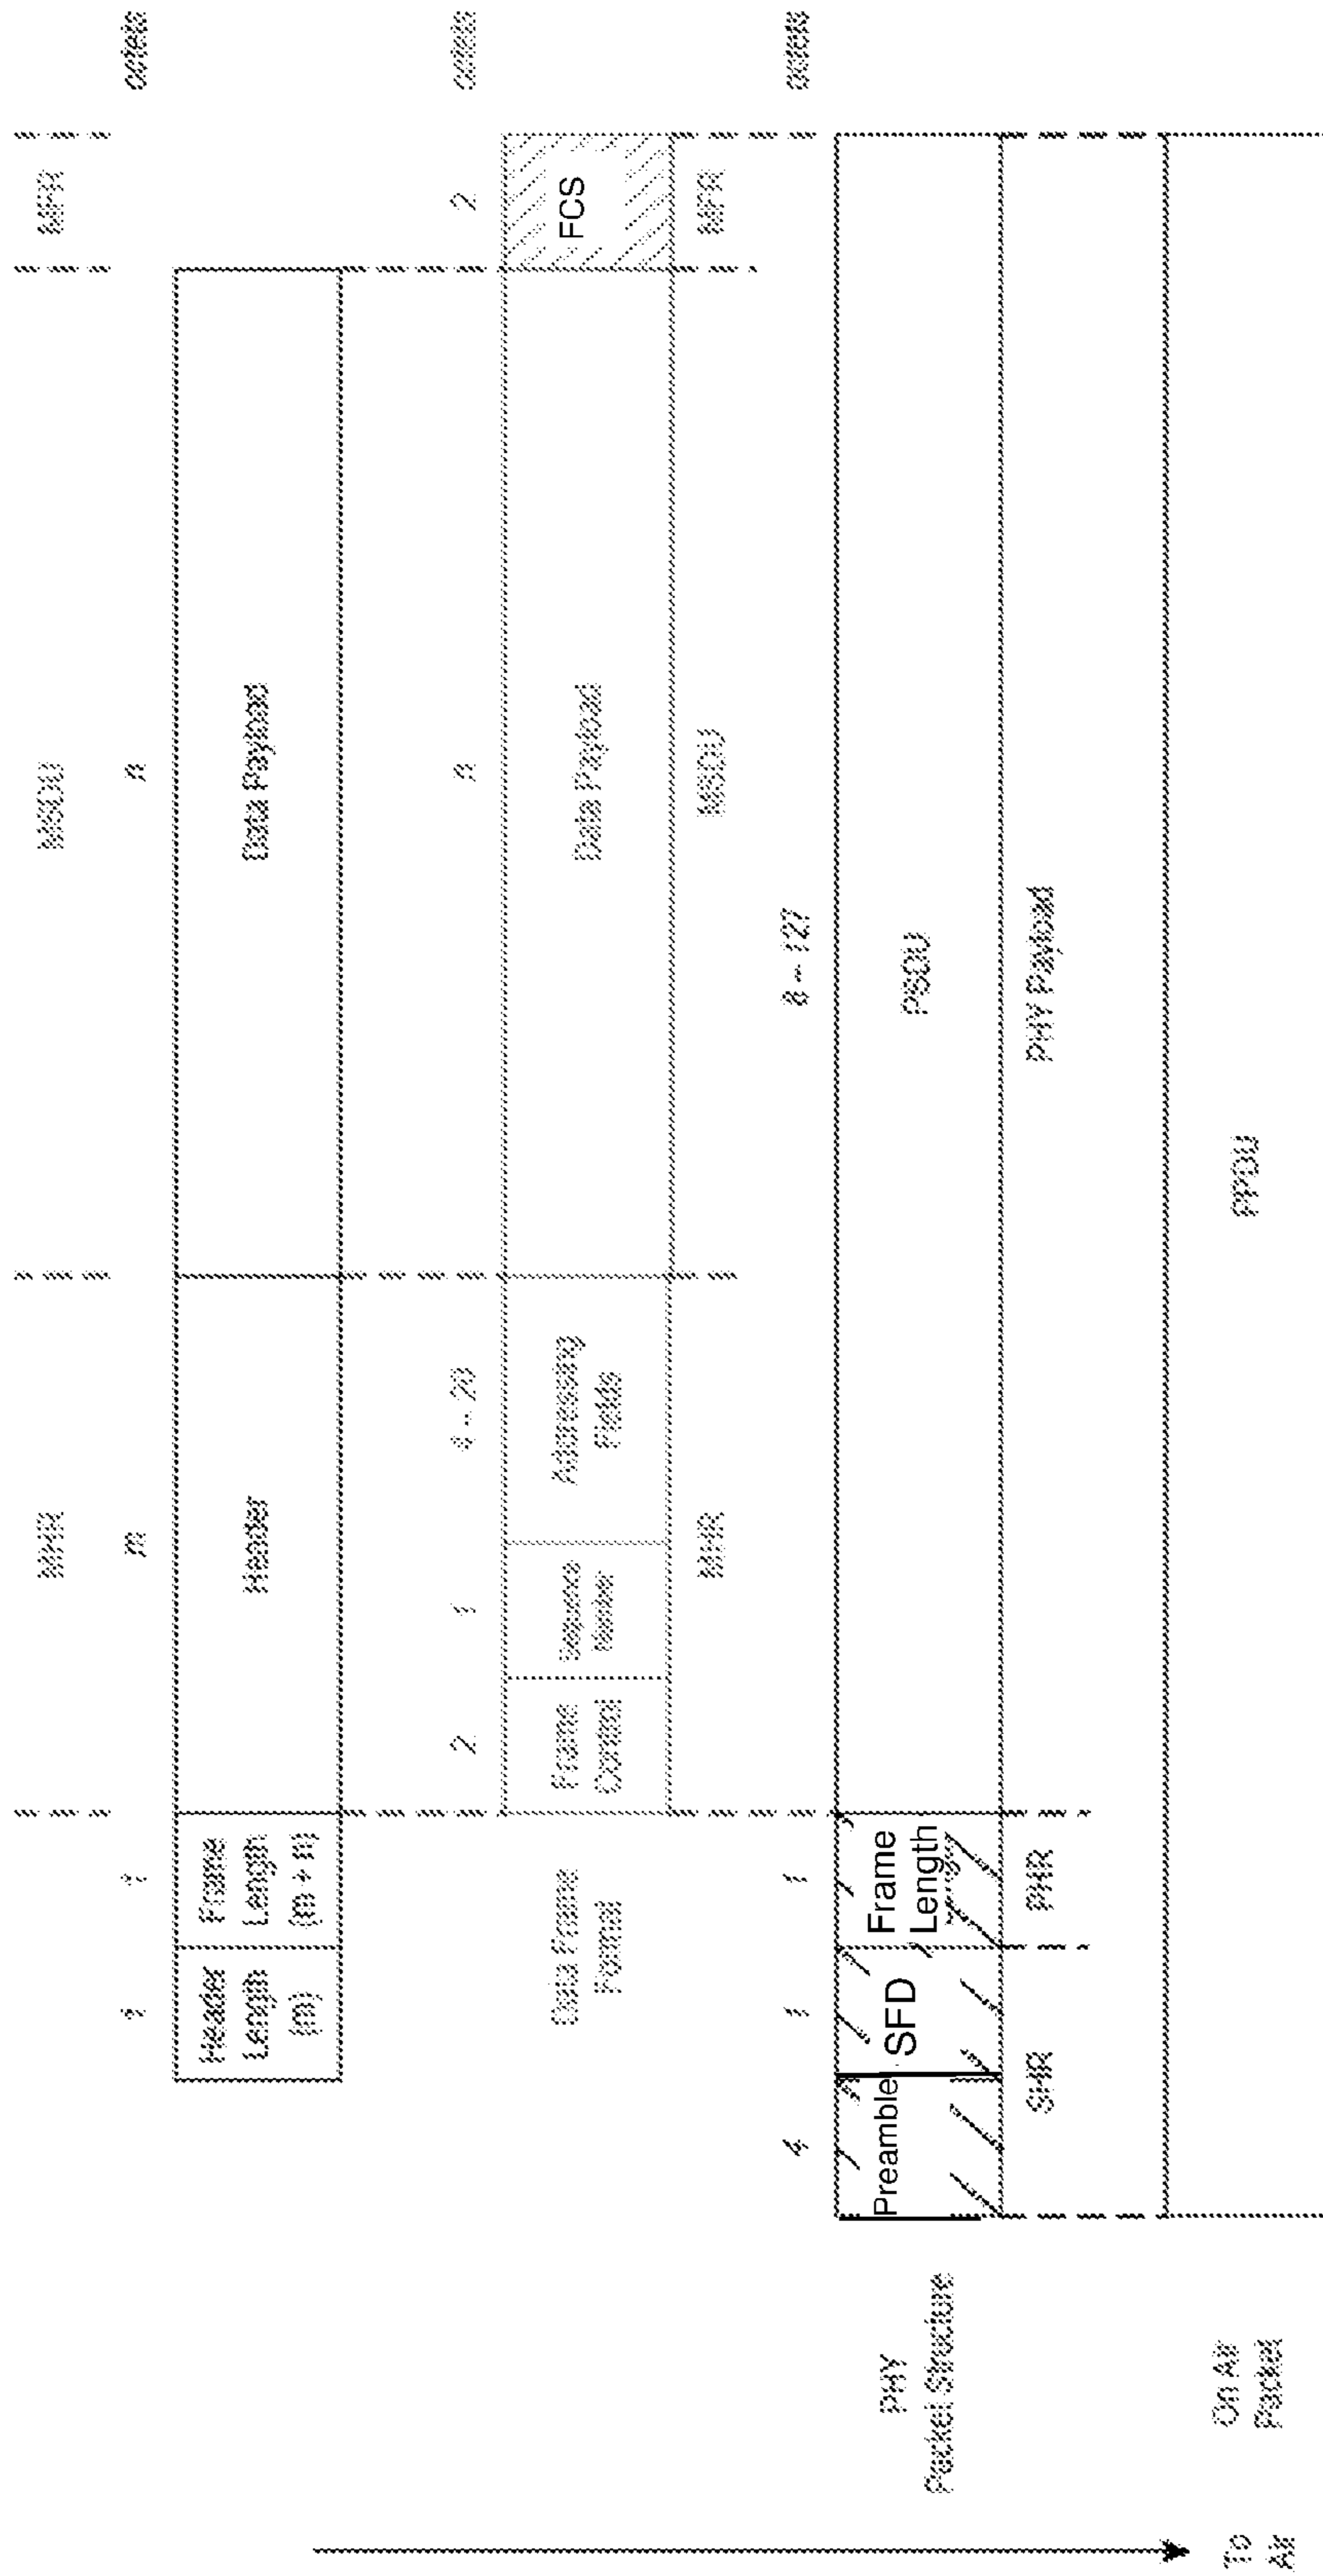 MHR MSDU MFR
1 1 m n octets
Header Length (m)
Frame Length (m + n)
Header
Data Payload
2 1 4 – 20 n 2 octets
Data Frame
Format
Frame Control
Sequence Number
Addressing Fields
Data Payload
FCS
MHR MSDU MFR
4 1 1 8 – 127 octets
PHY
Packet Structure
Preamble
SFD
Frame Length
PSDU
SHR PHR PHY Payload
To
Air
On Air
Packet
PPDU